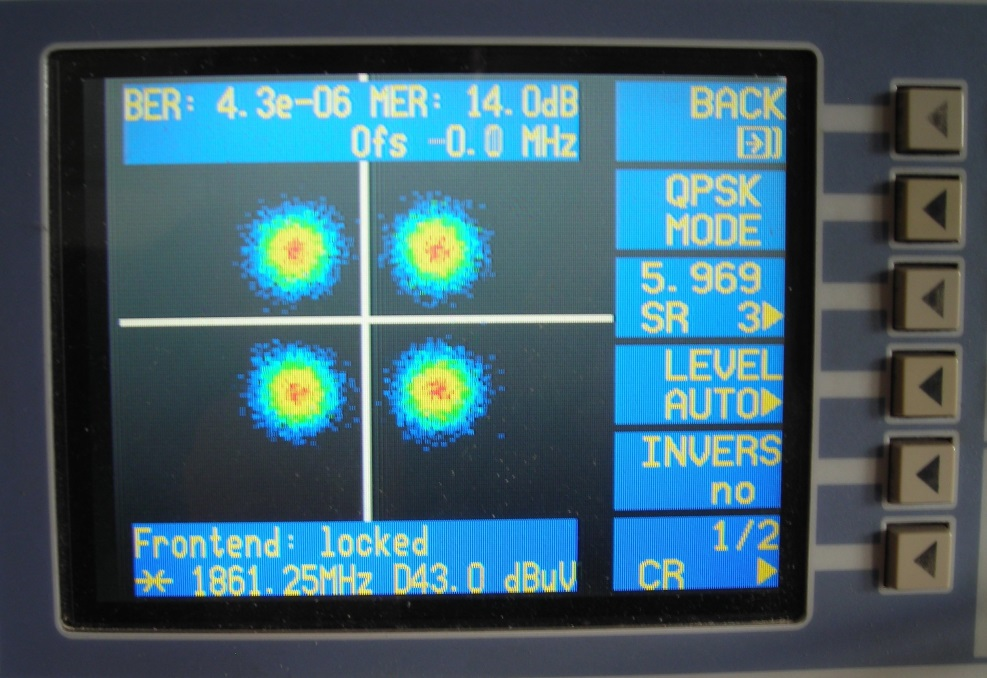 BER: 4.3e-06 MER: 14.0dB
Ofs -0.0 MHz
BACK
QPSK
MODE
5.969
SR 3
LEVEL
AUTO
INVERS
no
1/2
CR
Frontend: locked
1861.25MHz D43.0 dBuV